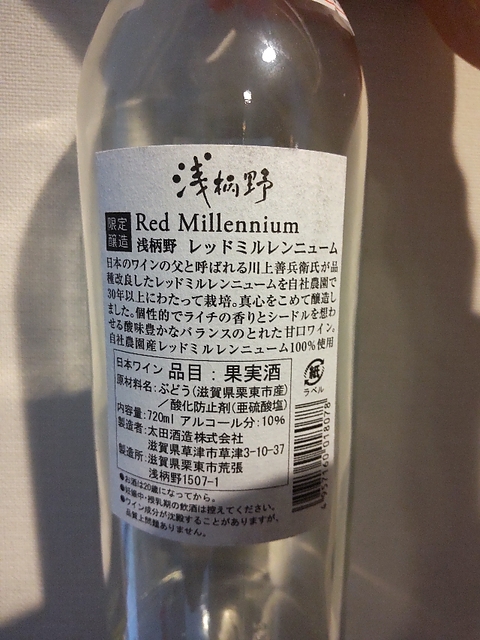 浅柄野
限定醸造
Red Millennium
浅柄野 レッドミルレンニューム
日本のワインの父と呼ばれる川上善兵衛氏が品
種改良したレッドミルレンニュームを自社農園で
30年以上にわたって栽培。真心をこめて醸造し
ました。個性的でライチの香りとシードルを想わ
せる酸味豊かなバランスのとれた甘口ワイン。
自社農園産レッドミルレンニューム100%使用
日本ワイン 品目：果実酒
原材料名：ぶどう(滋賀県栗東市産)
／酸化防止剤(亜硫酸塩)
内容量：720ml アルコール分：10%
製造者：太田酒造株式会社
滋賀県草津市草津3-10-37
製造所：滋賀県栗東市荒張
浅柄野1507-1
紙
ラベル
●お酒は20歳になってから。
●妊娠中・授乳期の飲酒は控えてください。
●ワイン成分が沈殿することがありますが、
品質上問題ありません。